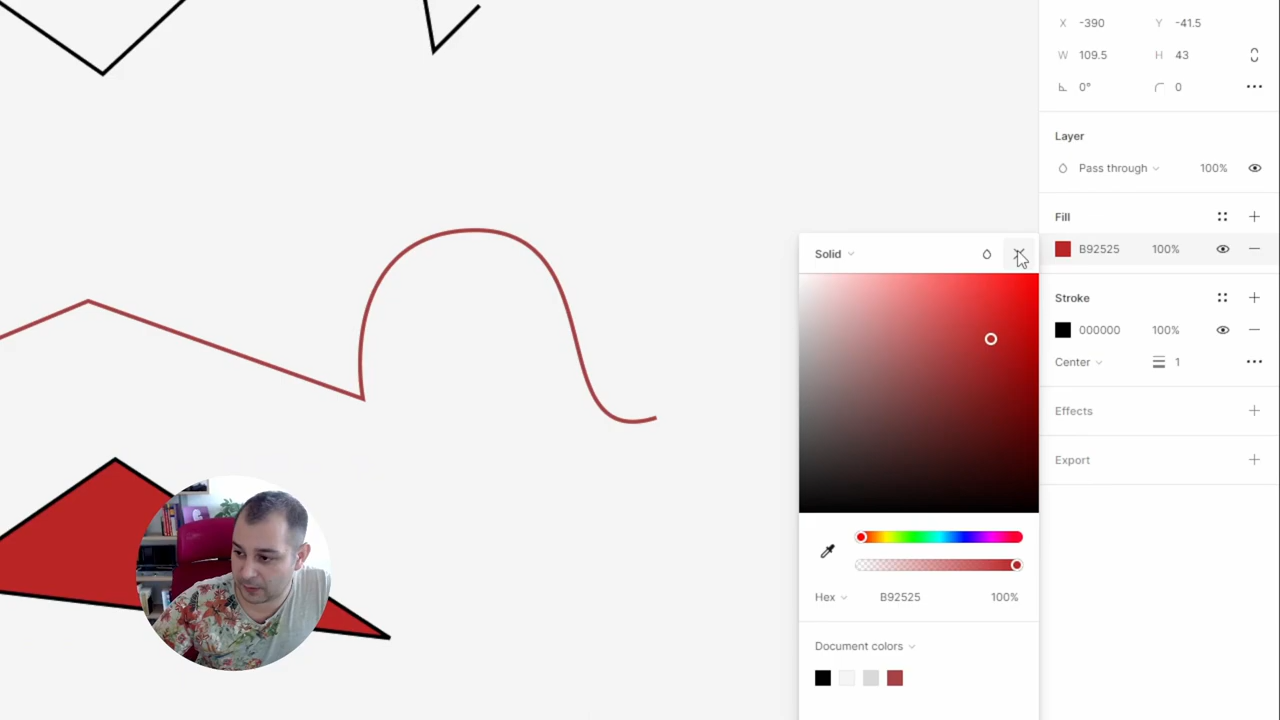 X -390 Y -41.5
W 109.5 H 43
0° 0
Layer
Pass through 100%
Fill
Solid
B92525 100%
Stroke
000000 100%
Center 1
Effects
Export
Hex B92525 100%
Document colors